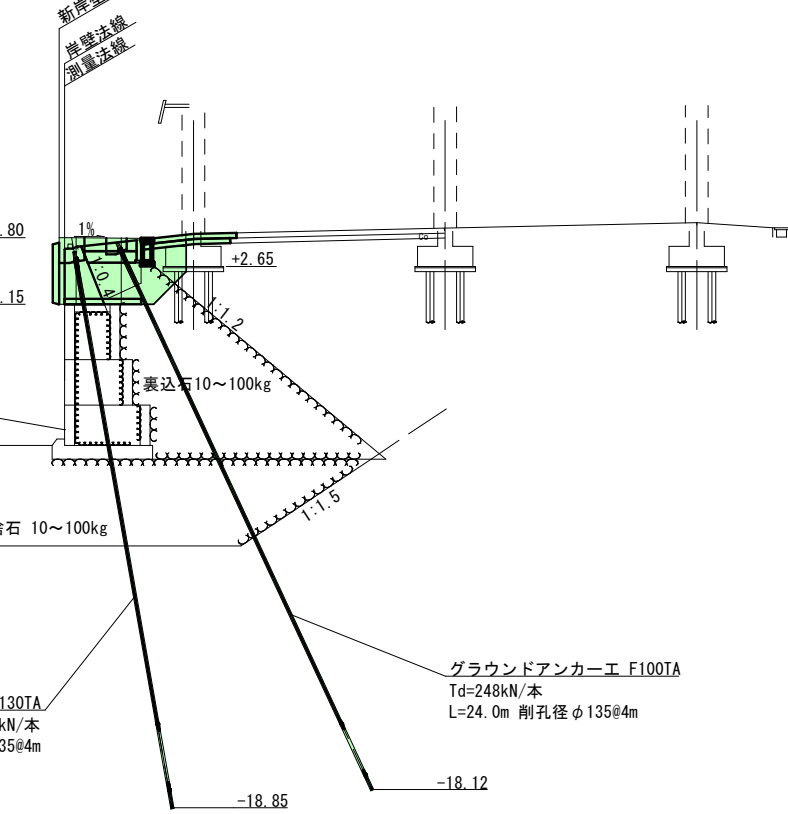 新岸壁
岸壁法線
測量法線
.80
1%
Co
+2.65
.15
1:0.4
1:1.2
裏込石10～100kg
1:1.5
石 10～100kg
グラウンドアンカー工 F100TA
Td=248kN/本
L=24.0m 削孔径φ135@4m
130TA
kN/本
35@4m
-18.12
-18.85